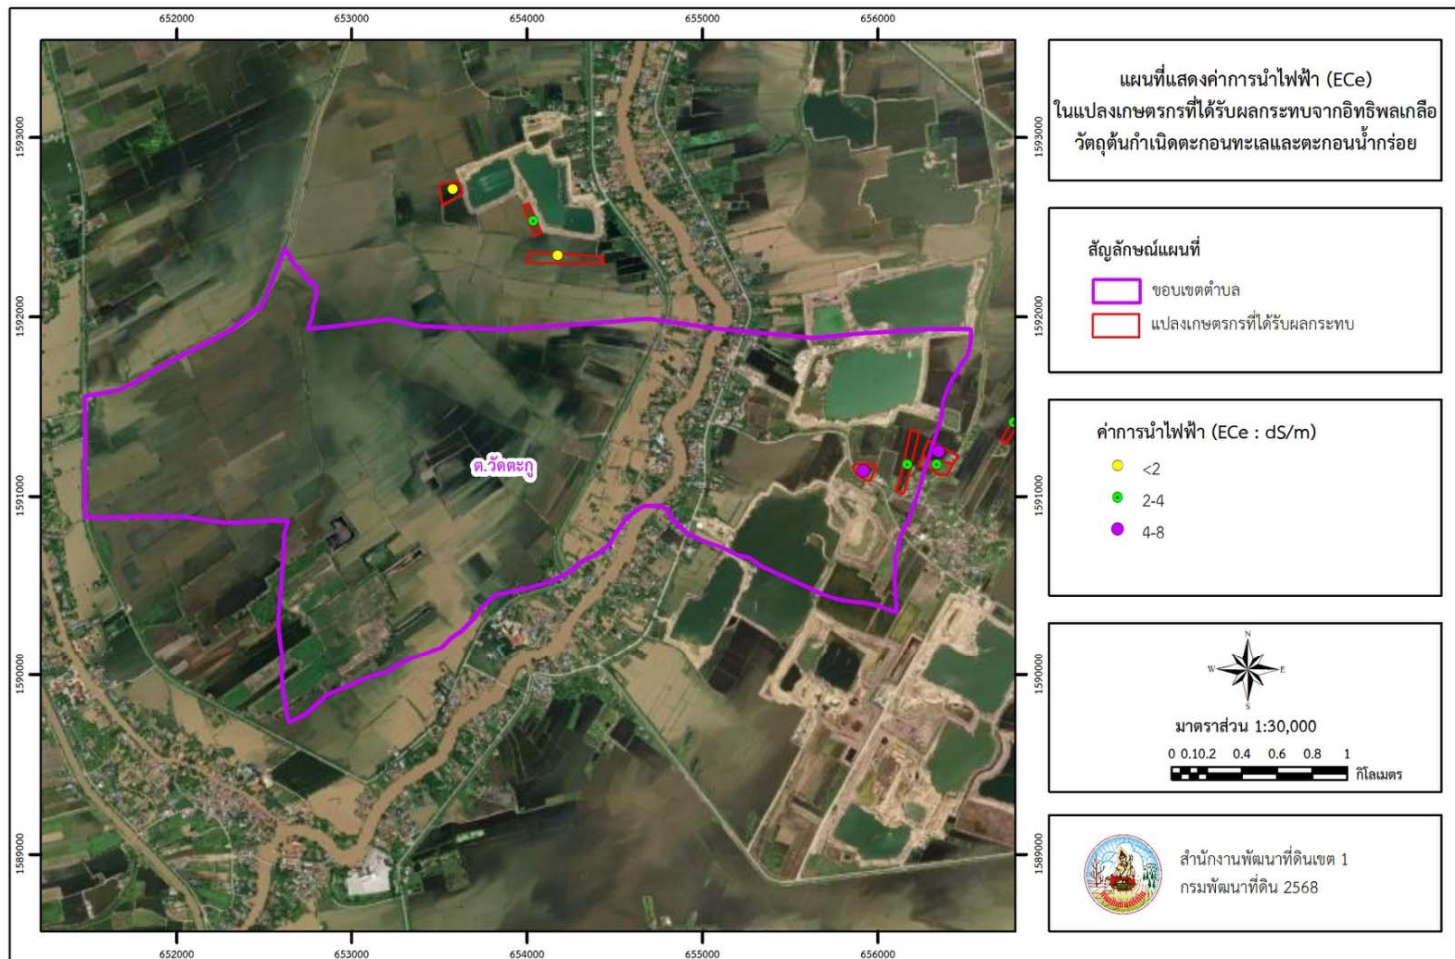 652000
653000
654000
655000
656000
1593000
1592000
1591000
1590000
1589000
1593000
1592000
1591000
1590000
1589000
ต.วัดตะกู
652000
653000
654000
655000
656000
แผนที่แสดงค่าการนำไฟฟ้า (ECe)
ในแปลงเกษตรกรที่ได้รับผลกระทบจากอิทธิพลเกลือ
วัตถุต้นกำเนิดตะกอนทะเลและตะกอนน้ำกร่อย
สัญลักษณ์แผนที่
ขอบเขตตำบล
แปลงเกษตรกรที่ได้รับผลกระทบ
ค่าการนำไฟฟ้า (ECe : dS/m)
<2
2-4
4-8
N
W E
S
มาตราส่วน 1:30,000
0 0.10.2 0.4 0.6 0.8 1
กิโลเมตร
สำนักงานพัฒนาที่ดินเขต 1
กรมพัฒนาที่ดิน 2568